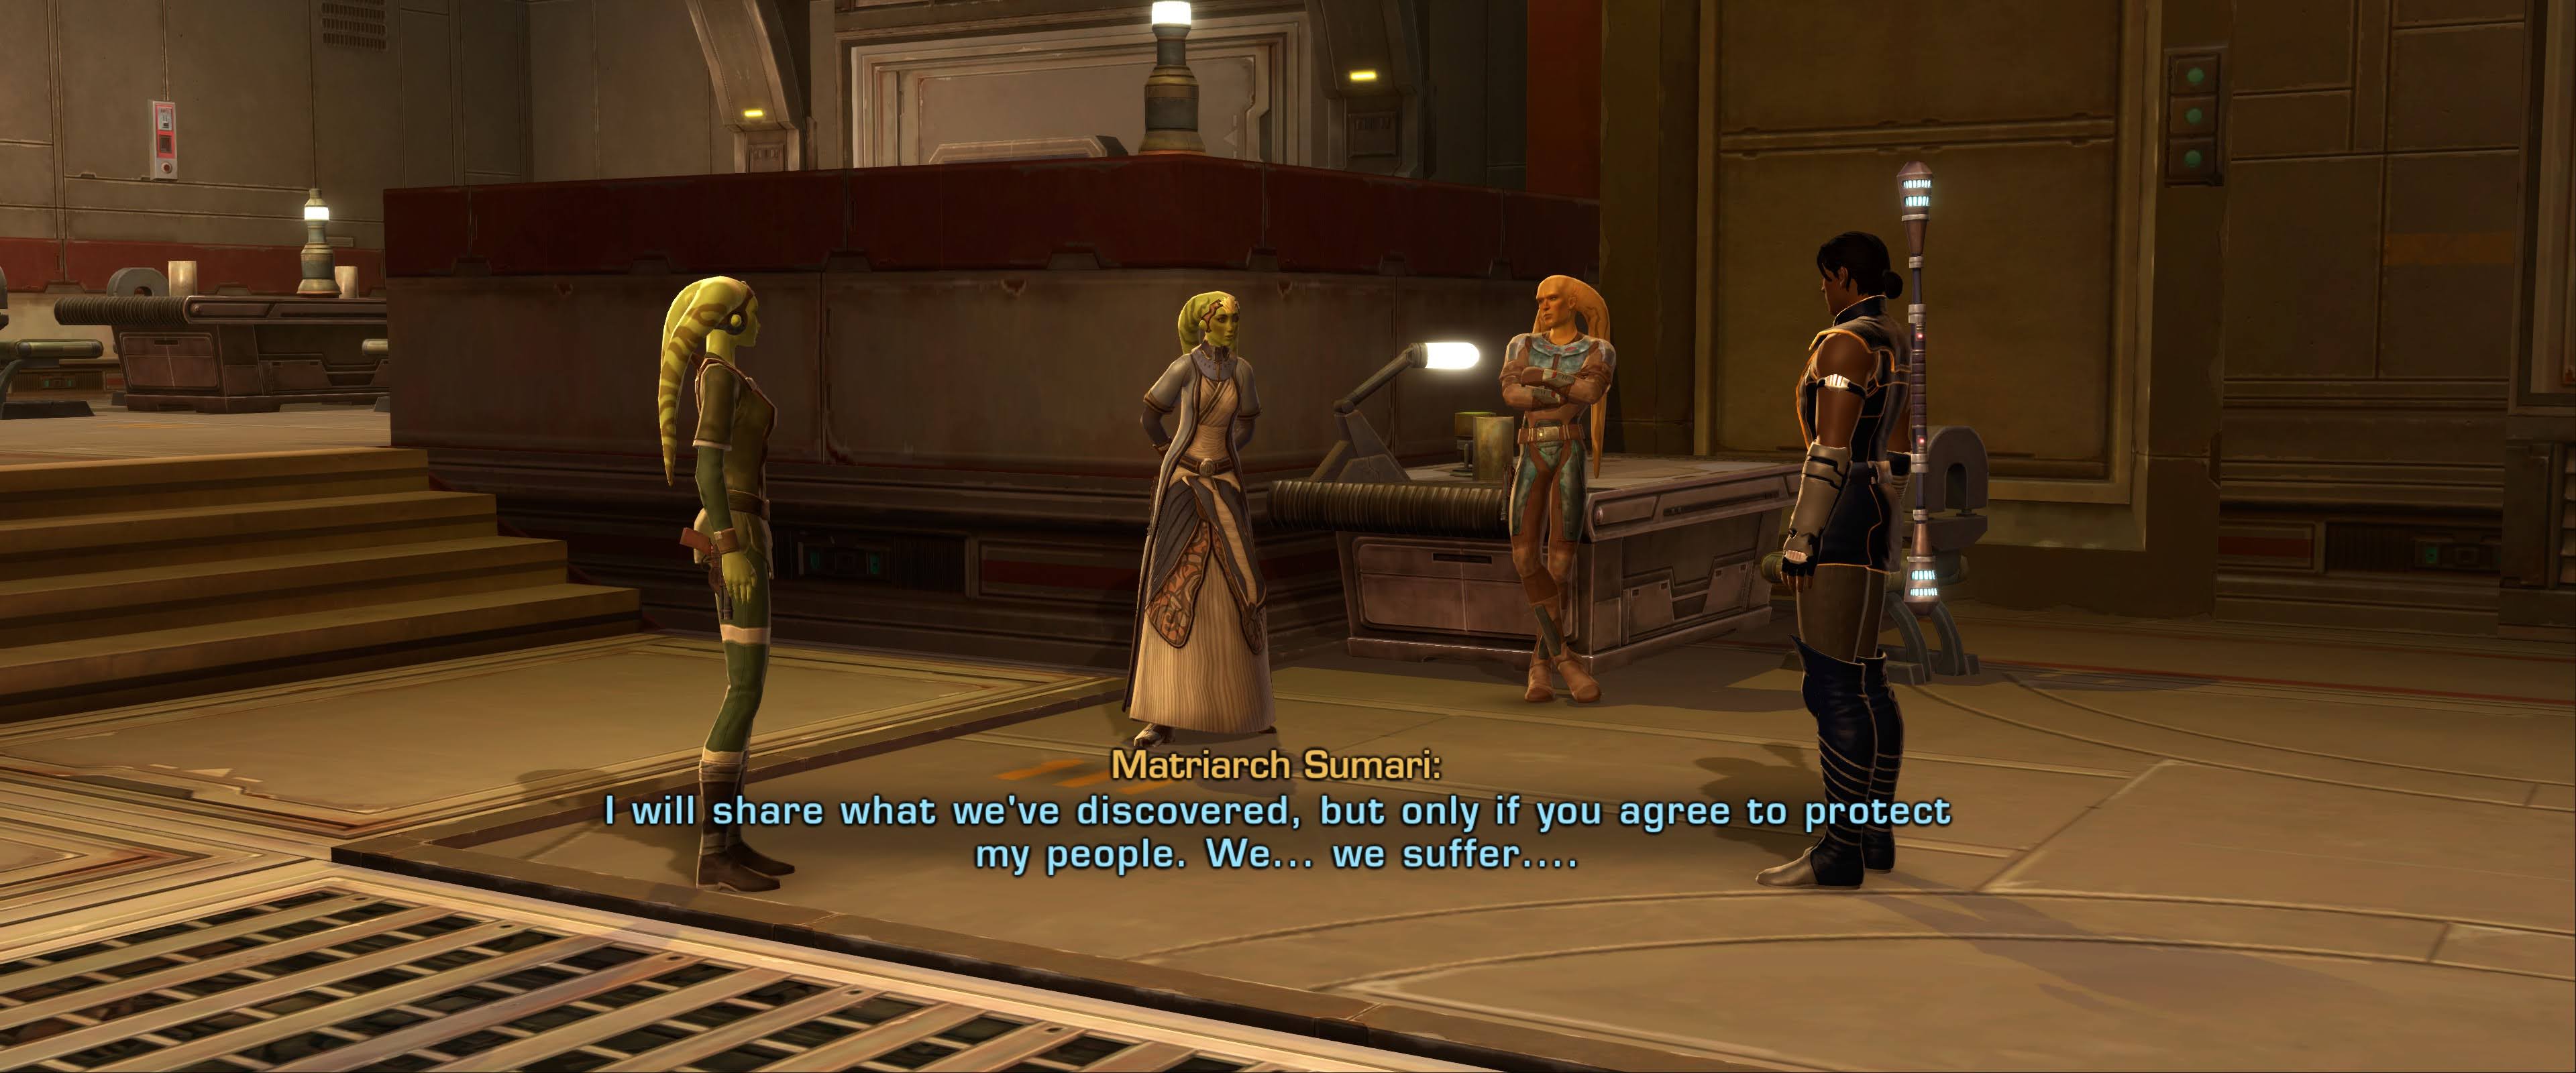 Matriarch Sumari:
I will share what we've discovered, but only if you agree to protect
my people. We... we suffer....